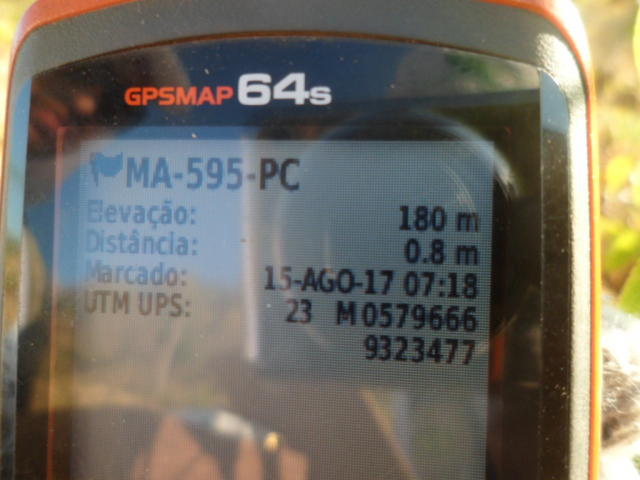 GPSMAP 64s
MA-595-PC
Elevação: 180 m
Distância: 0.8 m
Marcado: 15-AGO-17 07:18
UTM UPS: 23 M 0579666
9323477